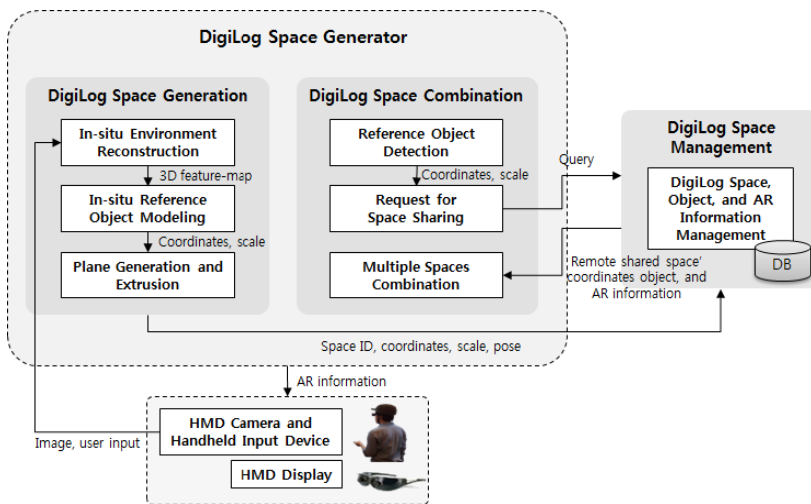 DigiLog Space Generator
DigiLog Space Generation
In-situ Environment
Reconstruction
3D feature-map
In-situ Reference
Object Modeling
Coordinates, scale
Plane Generation and
Extrusion
DigiLog Space Combination
Reference Object
Detection
Coordinates, scale
Request for
Space Sharing
Multiple Spaces
Combination
Query
DigiLog Space
Management
DigiLog Space,
Object, and AR
Information
Management
DB
Remote shared space'
coordinates object, and
AR information
Space ID, coordinates, scale, pose
AR information
Image, user input
HMD Camera and
Handheld Input Device
HMD Display